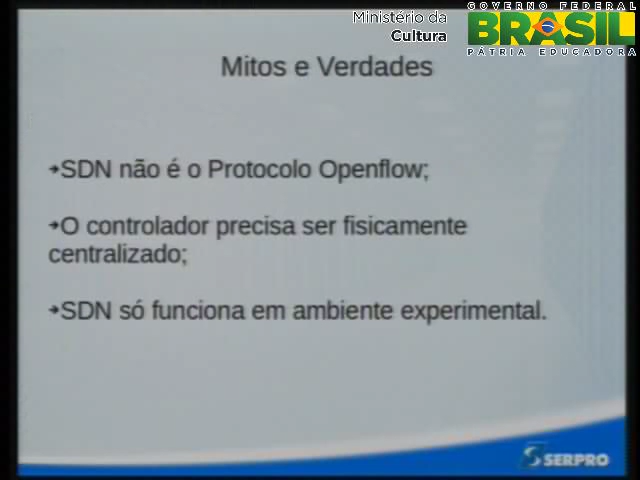 Ministério da
Cultura
GOVERNO FEDERAL
BRASIL
PÁTRIA EDUCADORA
Mitos e Verdades
➔SDN não é o Protocolo Openflow;
➔O controlador precisa ser fisicamente
centralizado;
➔SDN só funciona em ambiente experimental.
SERPRO